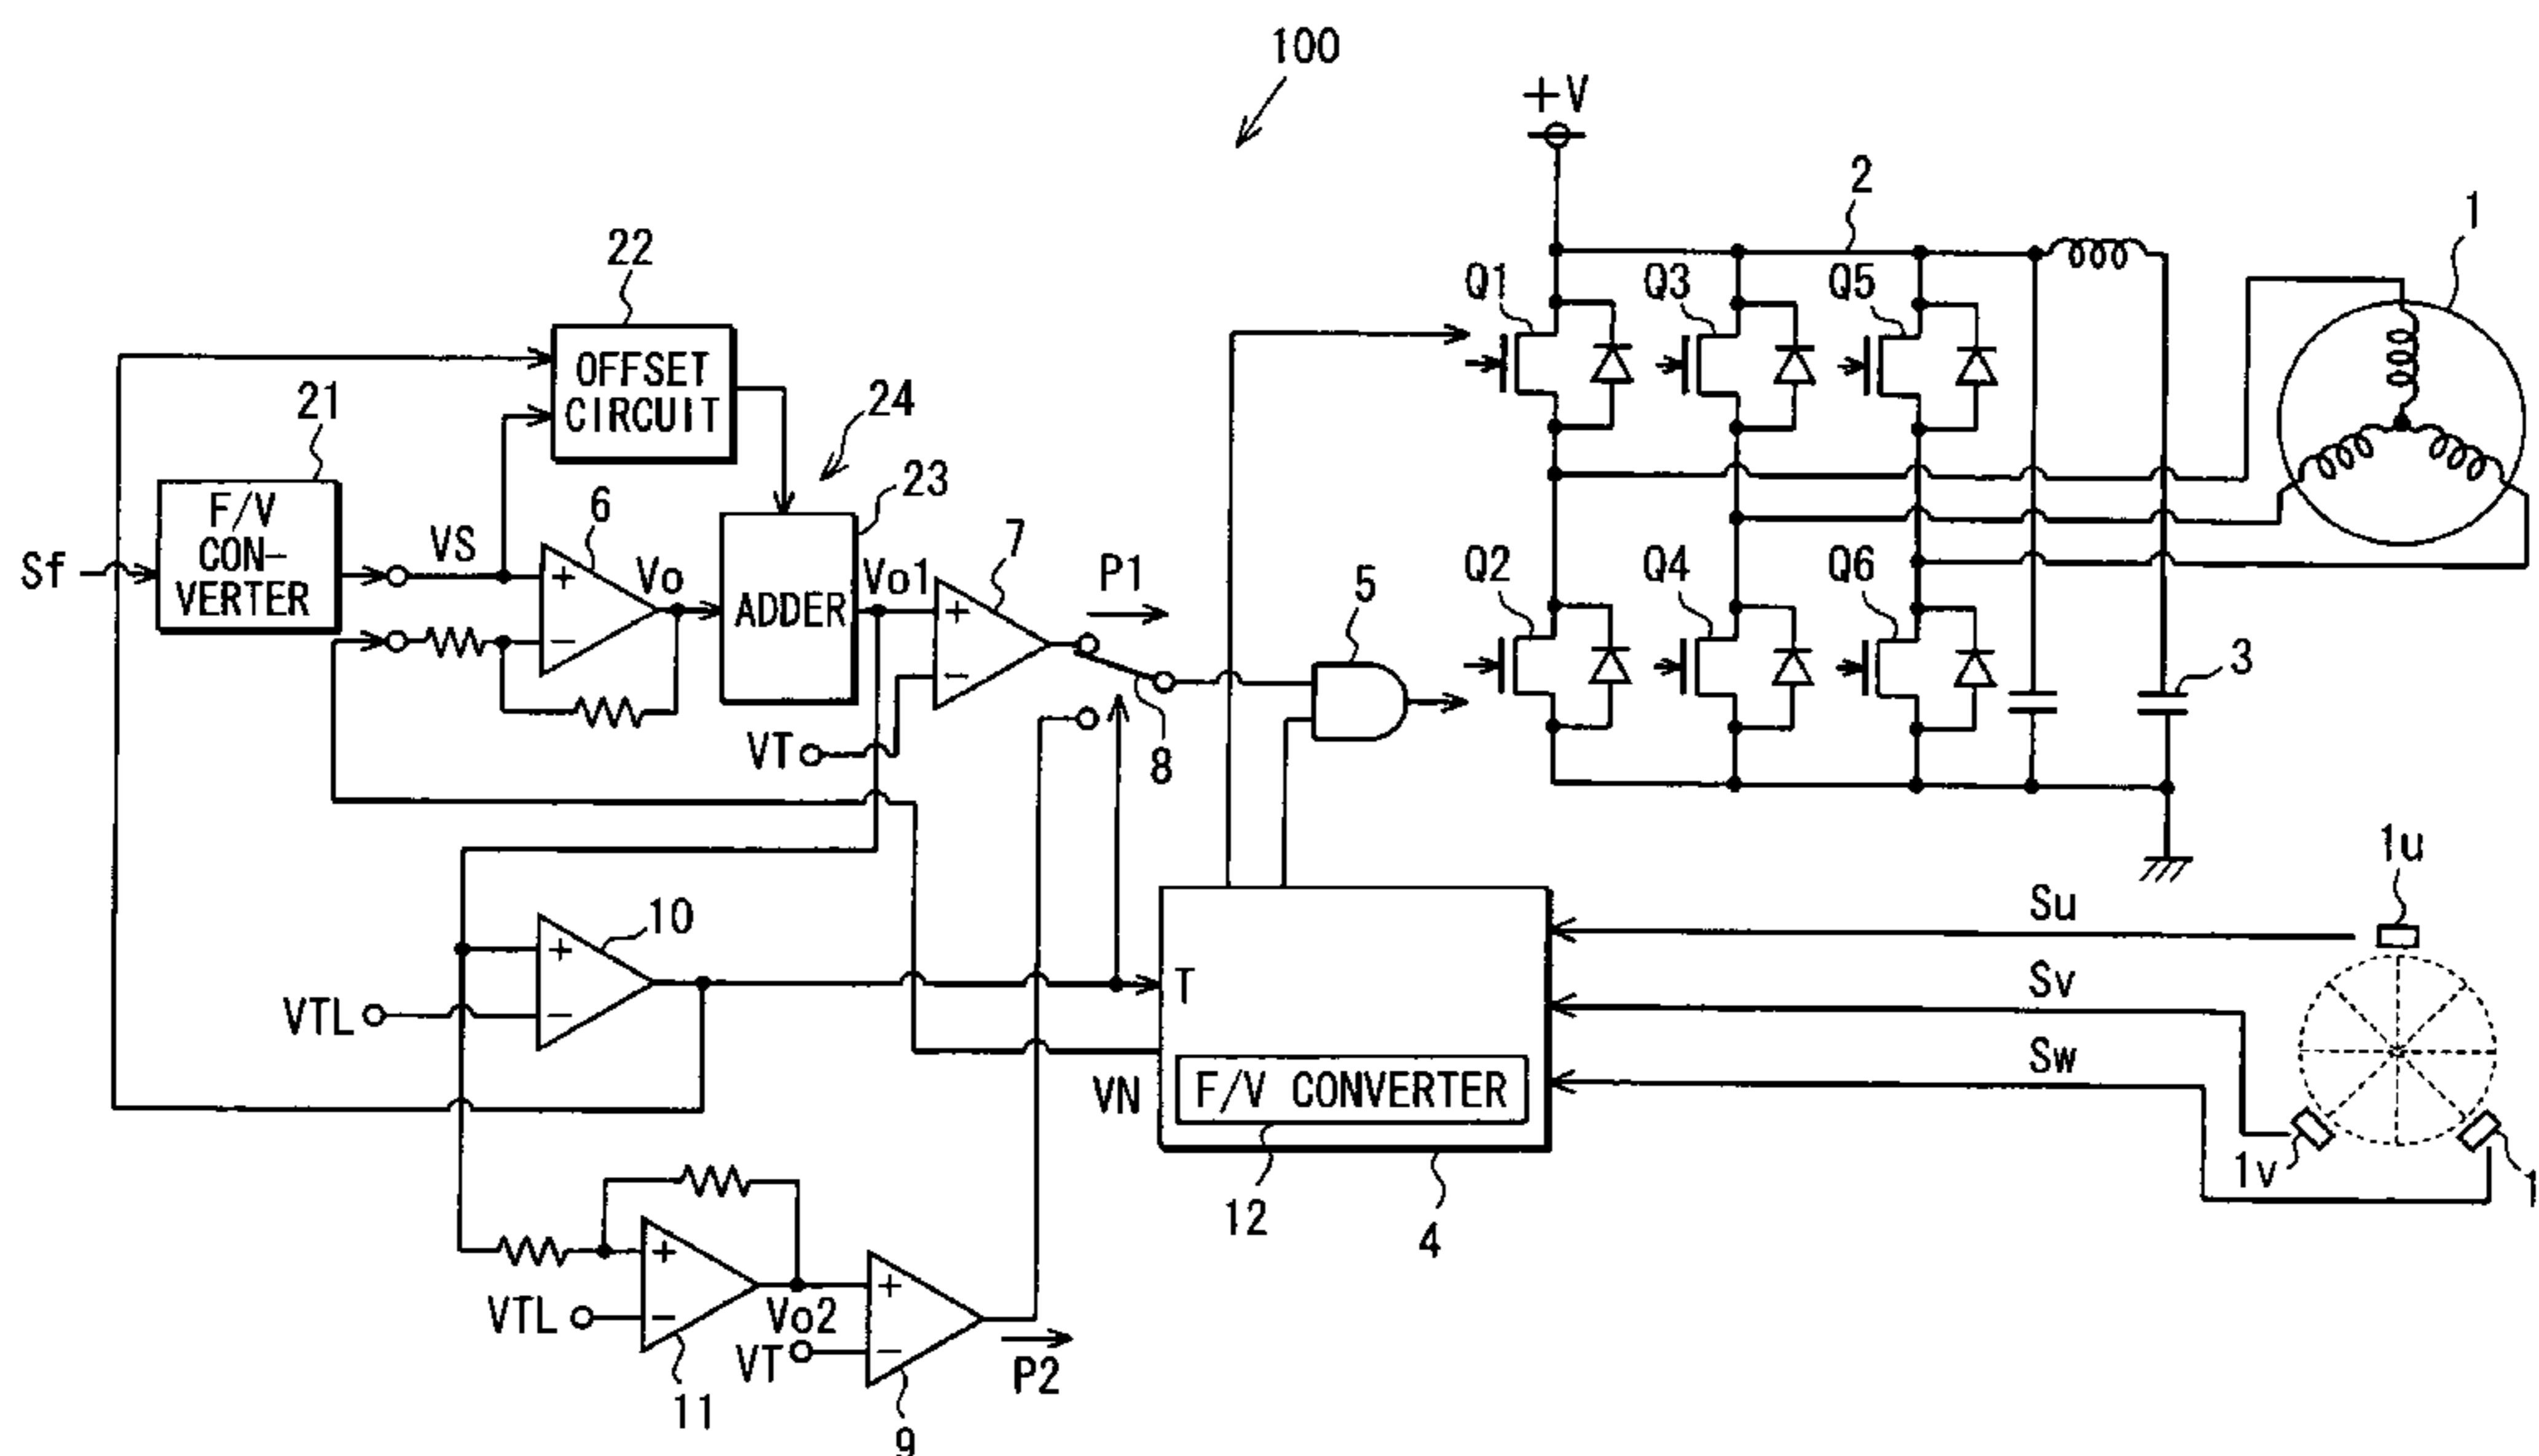 100
+V
2
1
22
Q1
Q3
Q5
OFFSET
CIRCUIT
21
24
F/V
CON-
VERTER
23
Sf
VS
6
Vo
ADDER
Vo1
7
P1
5
Q2
Q4
Q6
+
−
+
−
3
VT
8
1u
10
Su
+
−
VTL
T
Sv
Sw
VN
F/V CONVERTER
1v
1
12
4
+
−
VTL
Vo2
+
−
VT
P2
11
9